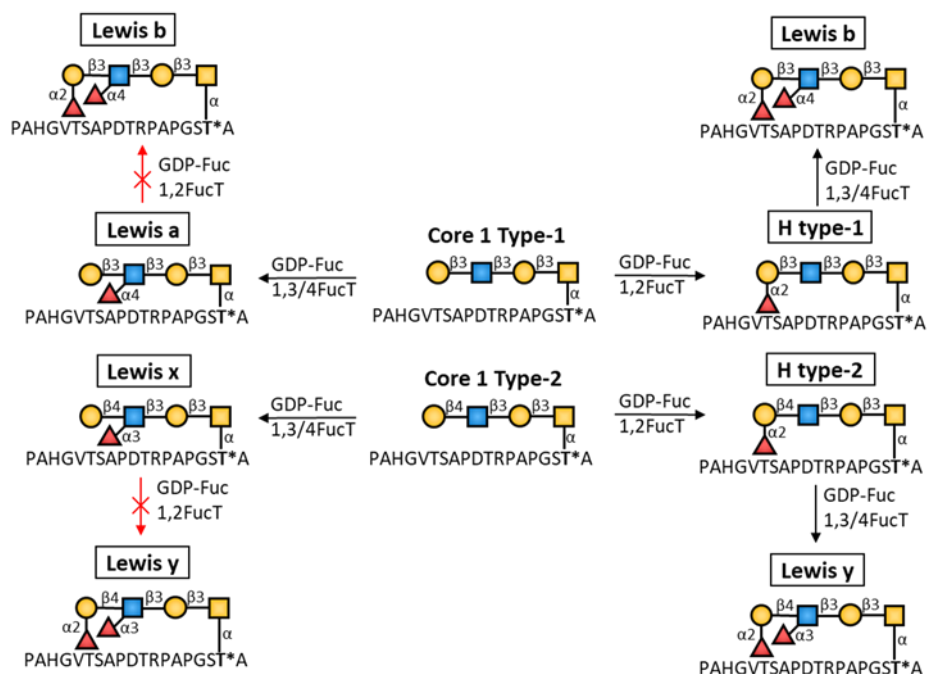 Lewis b
β3 β3 β3
α2 α4 α
PAHGVTSAPDTRPAPGST*A
GDP-Fuc
1,2FucT
Lewis a
β3 β3 β3
α4 α
PAHGVTSAPDTRPAPGST*A
GDP-Fuc
1,3/4FucT
Core 1 Type-1
β3 β3 β3
α
PAHGVTSAPDTRPAPGST*A
GDP-Fuc
1,2FucT
H type-1
β3 β3 β3
α2 α
PAHGVTSAPDTRPAPGST*A
GDP-Fuc
1,3/4FucT
Lewis b
β3 β3 β3
α2 α4 α
PAHGVTSAPDTRPAPGST*A
Lewis x
β4 β3 β3
α3 α
PAHGVTSAPDTRPAPGST*A
GDP-Fuc
1,3/4FucT
Core 1 Type-2
β4 β3 β3
α
PAHGVTSAPDTRPAPGST*A
GDP-Fuc
1,2FucT
H type-2
β4 β3 β3
α2 α
PAHGVTSAPDTRPAPGST*A
GDP-Fuc
1,2FucT
Lewis y
β4 β3 β3
α2 α3 α
PAHGVTSAPDTRPAPGST*A
GDP-Fuc
1,3/4FucT
Lewis y
β4 β3 β3
α2 α3 α
PAHGVTSAPDTRPAPGST*A